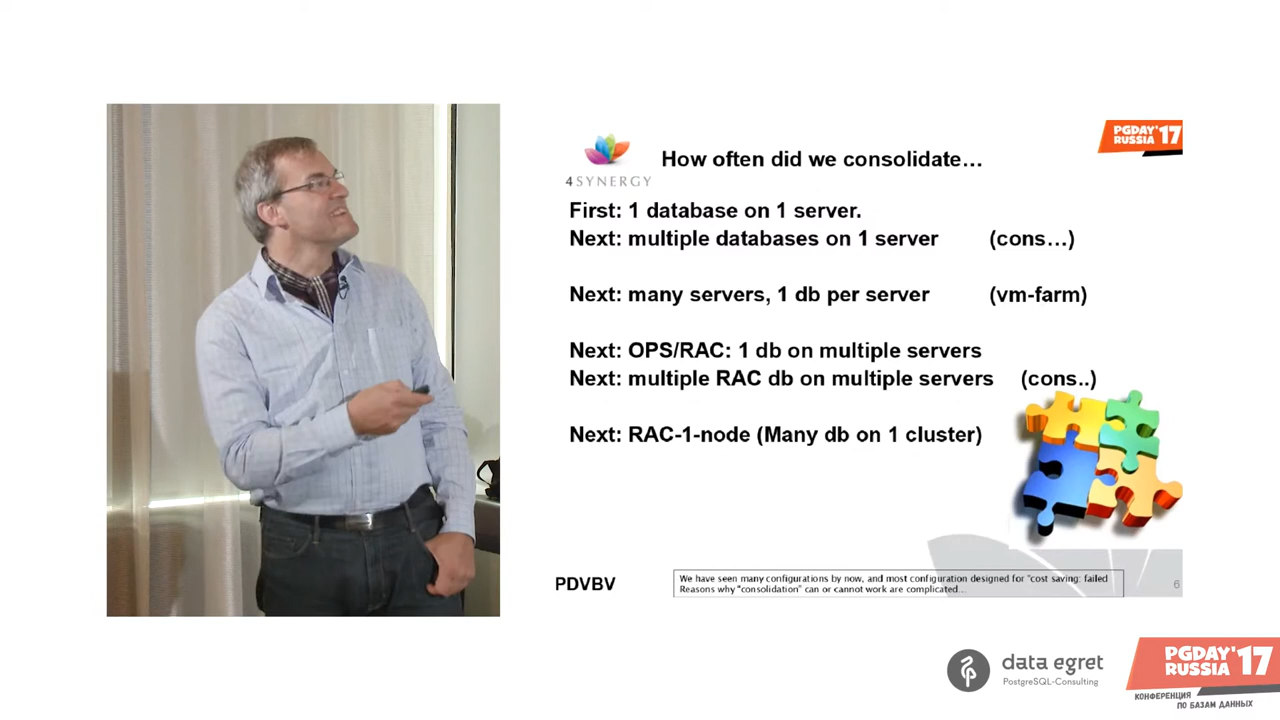 PGDAY'17
RUSSIA
4SYNERGY
How often did we consolidate…
First: 1 database on 1 server.
Next: multiple databases on 1 server (cons…)
Next: many servers, 1 db per server (vm-farm)
Next: OPS/RAC: 1 db on multiple servers
Next: multiple RAC db on multiple servers (cons..)
Next: RAC-1-node (Many db on 1 cluster)
PDVBV
We have seen many configurations by now, and most configuration designed for "cost saving: failed
Reasons why "consolidation" can or cannot work are complicated...
6
data egret
PostgreSQL-Consulting
PGDAY'17
RUSSIA
КОНФЕРЕНЦИЯ
ПО БАЗАМ ДАННЫХ